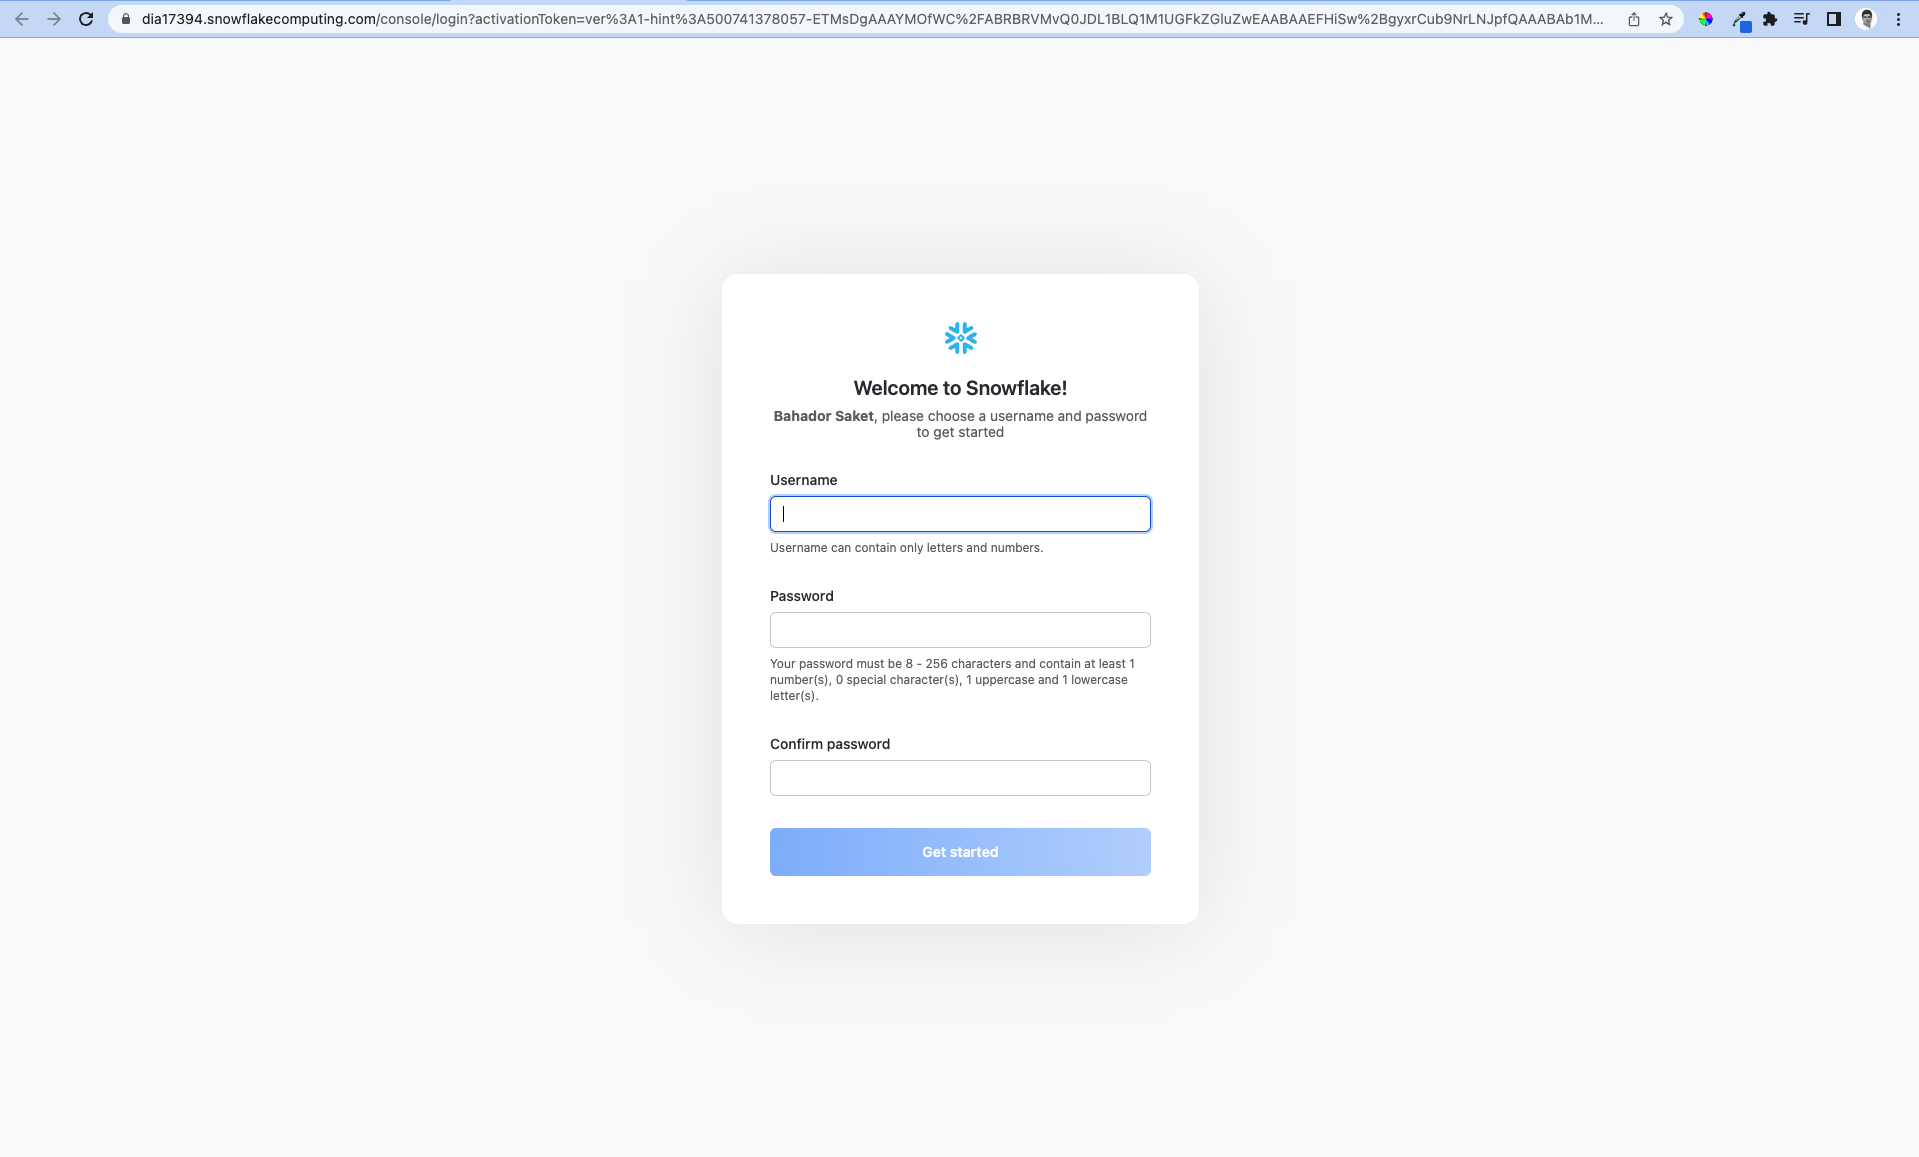 dia17394.snowflakecomputing.com/console/login?activationToken=ver%3A1-hint%3A500741378057-ETMsDgAAAYMOfWC%2FABRBRVMvQ0JDL1BLQ1M1UGFkZGluZwEAABAAEFHiSw%2BgyxrCub9NrLNJpfQAAABAb1M...
Welcome to Snowflake!
Bahador Saket, please choose a username and password
to get started
Username
Username can contain only letters and numbers.
Password
Your password must be 8 - 256 characters and contain at least 1
number(s), 0 special character(s), 1 uppercase and 1 lowercase
letter(s).
Confirm password
Get started